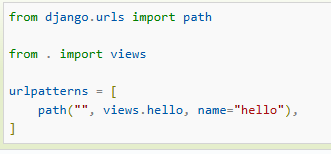 from django.urls import path
from . import views
urlpatterns = [
    path("", views.hello, name="hello"),
]